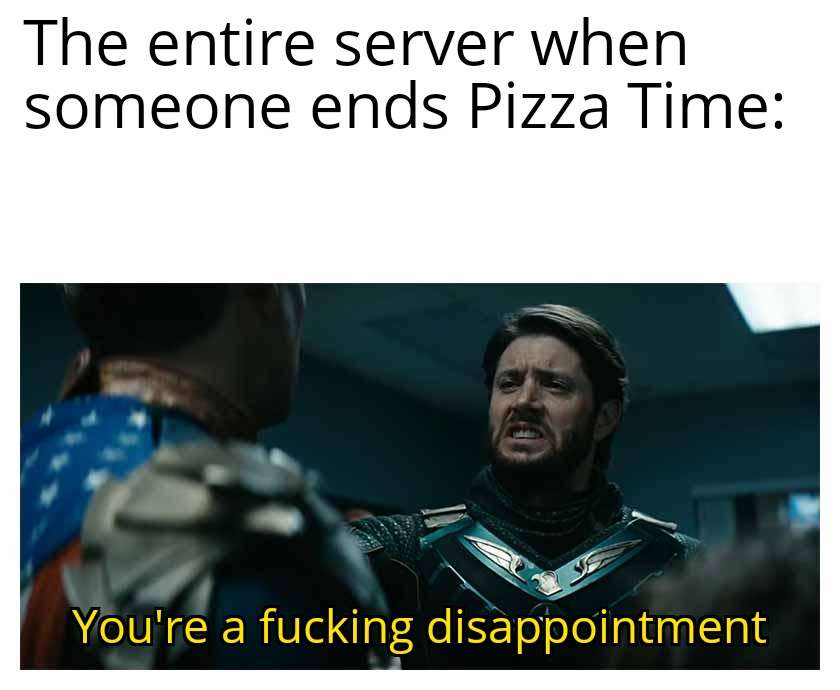 The entire server when
someone ends Pizza Time:
You're a fucking disappointment